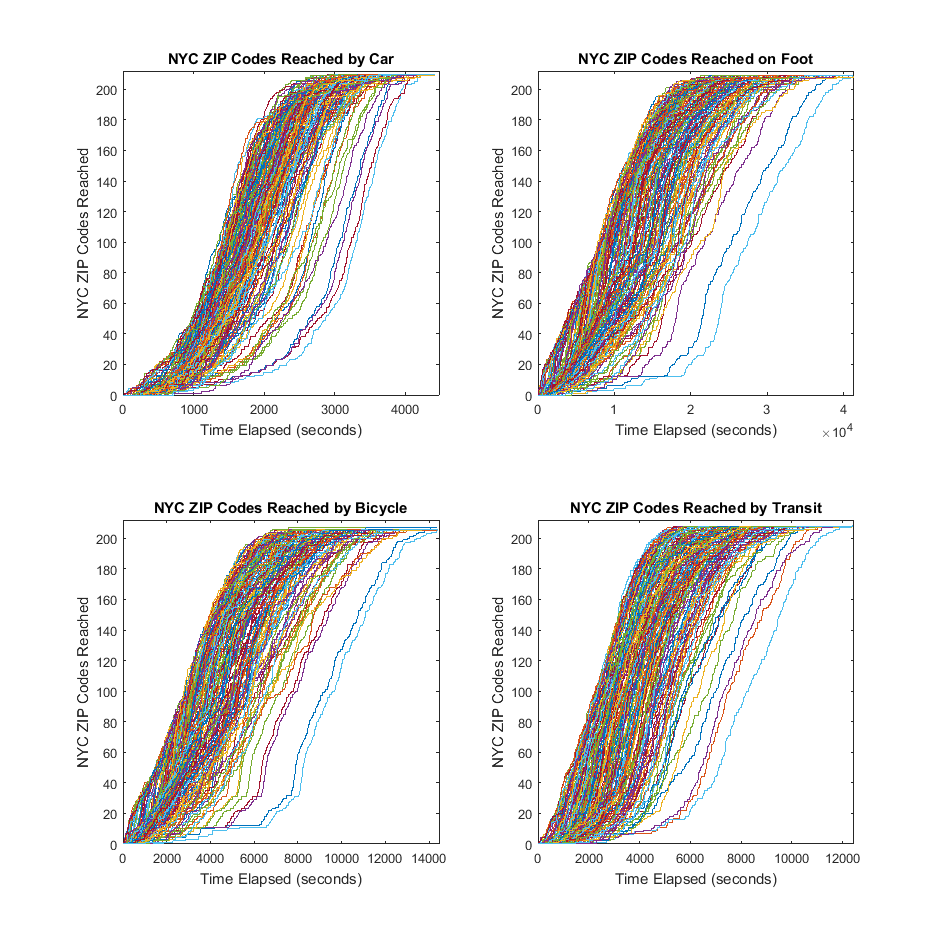 NYC ZIP Codes Reached by Car
NYC ZIP Codes Reached
200
180
160
140
120
100
80
60
40
20
0
0 1000 2000 3000 4000
Time Elapsed (seconds)
NYC ZIP Codes Reached on Foot
NYC ZIP Codes Reached
200
180
160
140
120
100
80
60
40
20
0
0 1 2 3 4
×10⁴
Time Elapsed (seconds)
NYC ZIP Codes Reached by Bicycle
NYC ZIP Codes Reached
200
180
160
140
120
100
80
60
40
20
0
0 2000 4000 6000 8000 10000 12000 14000
Time Elapsed (seconds)
NYC ZIP Codes Reached by Transit
NYC ZIP Codes Reached
200
180
160
140
120
100
80
60
40
20
0
0 2000 4000 6000 8000 10000 12000
Time Elapsed (seconds)